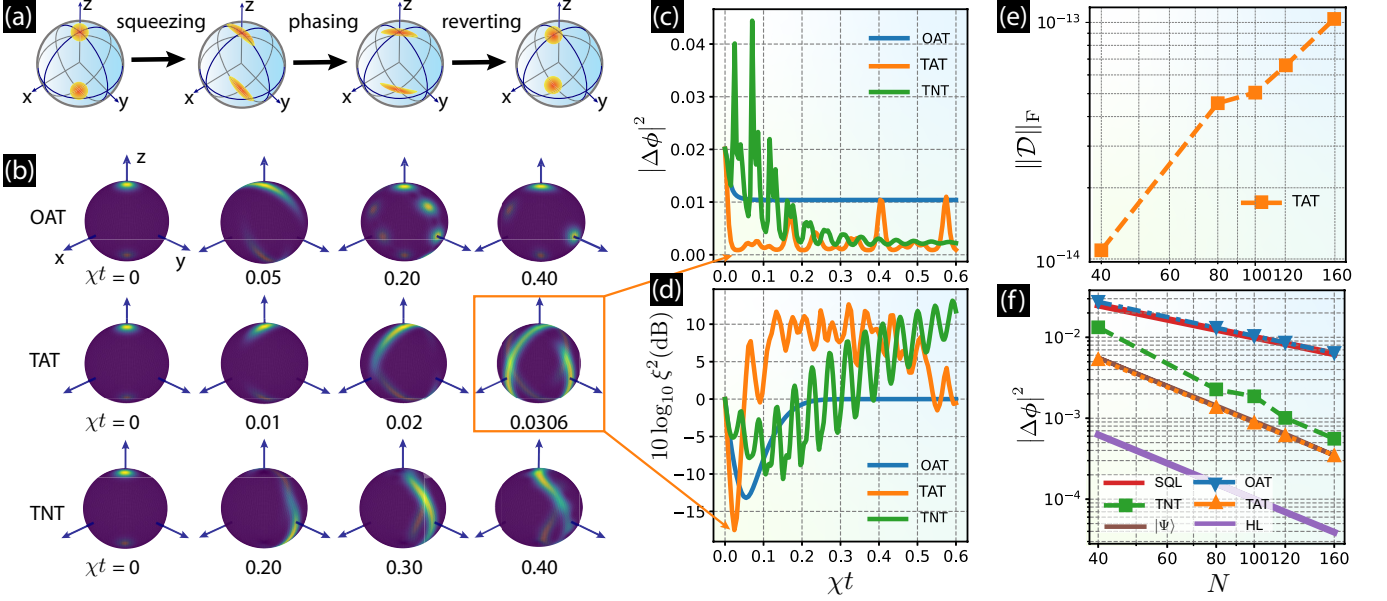 (a)
squeezing phasing reverting
z z z z
x y x y x y x y
(b)
z
OAT
x y
χt = 0 0.05 0.20 0.40
TAT
χt = 0 0.01 0.02 0.0306
TNT
χt = 0 0.20 0.30 0.40
(c)
|Δϕ|²
0.04
0.03
0.02
0.01
0.00
OAT
TAT
TNT
0.0 0.1 0.2 0.3 0.4 0.5 0.6
(d)
10 log₁₀ ξ² (dB)
10
5
0
−5
−10
−15
OAT
TAT
TNT
0.0 0.1 0.2 0.3 0.4 0.5 0.6
χt
(e)
‖𝒟‖_F
10⁻¹³
10⁻¹⁴
TAT
40 60 80 100 120 160
(f)
|Δϕ|²
10⁻²
10⁻³
10⁻⁴
SQL OAT
TNT TAT
|Ψ⟩ HL
40 60 80 100 120 160
N